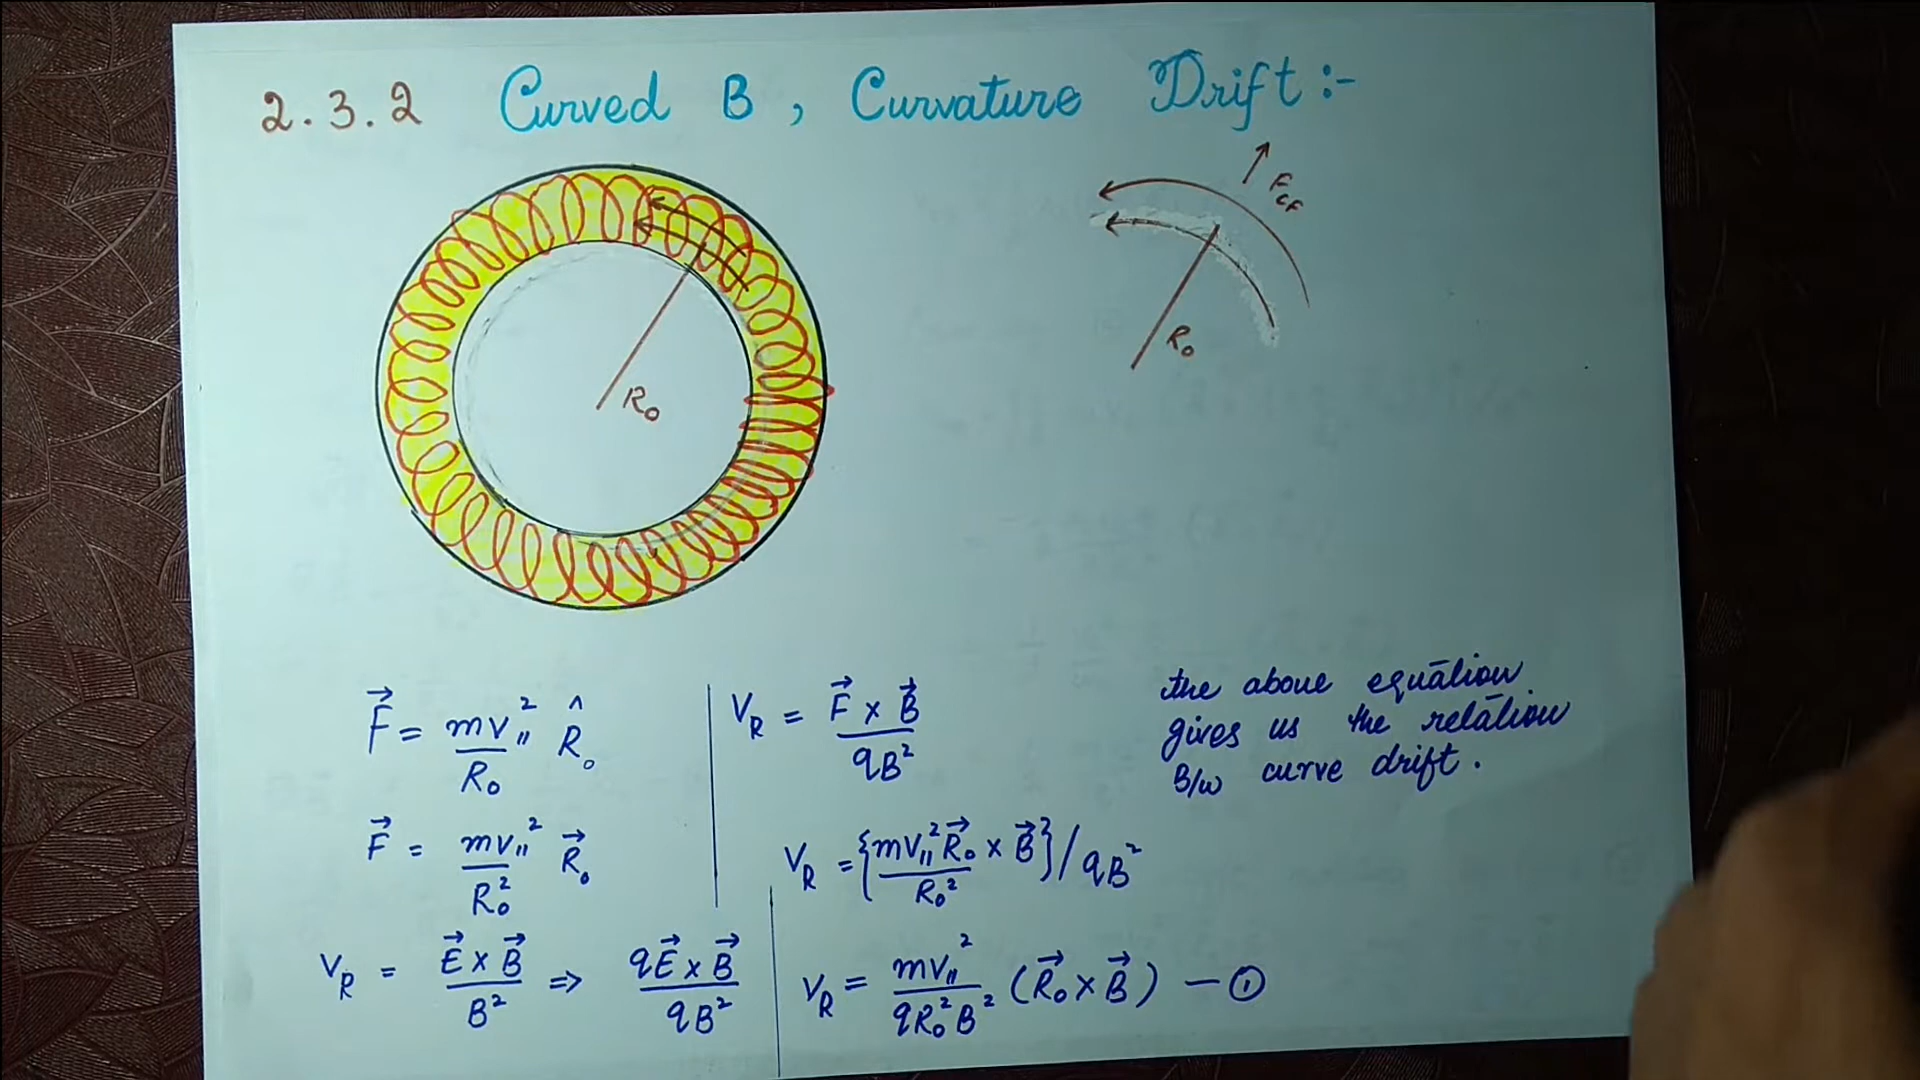 2.3.2 Curved B, Curvature Drift :-
F_CF
R₀
R₀
F⃗ = mv∥² / R₀ R̂₀
F⃗ = mv∥² / R₀² R⃗₀
V_R = E⃗ × B⃗ / B² => qE⃗ × B⃗ / qB²
V_R = F⃗ × B⃗ / qB²
V_R = {mv∥² R⃗₀ / R₀² × B⃗} / qB²
V_R = mv∥² / qR₀²B² (R⃗₀ × B⃗) — ①
the above equation
gives us the relation
B/w curve drift.